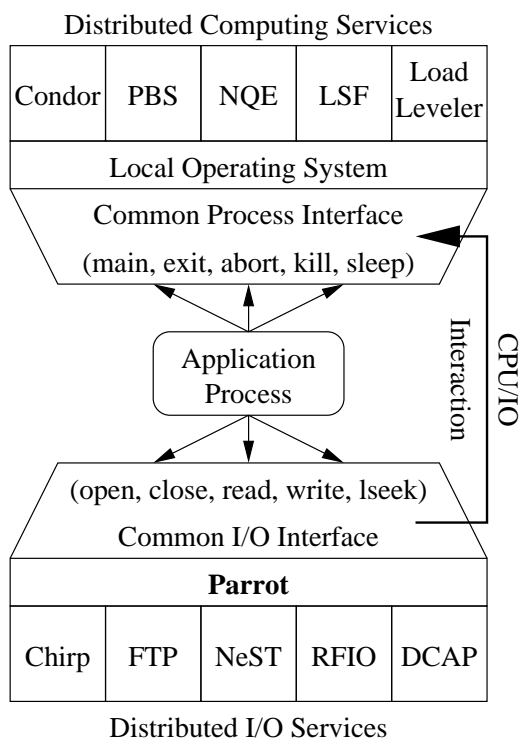 Distributed Computing Services
Condor PBS NQE LSF Load Leveler
Local Operating System
Common Process Interface
(main, exit, abort, kill, sleep)
Application
Process
CPU/IO
Interaction
(open, close, read, write, lseek)
Common I/O Interface
Parrot
Chirp FTP NeST RFIO DCAP
Distributed I/O Services